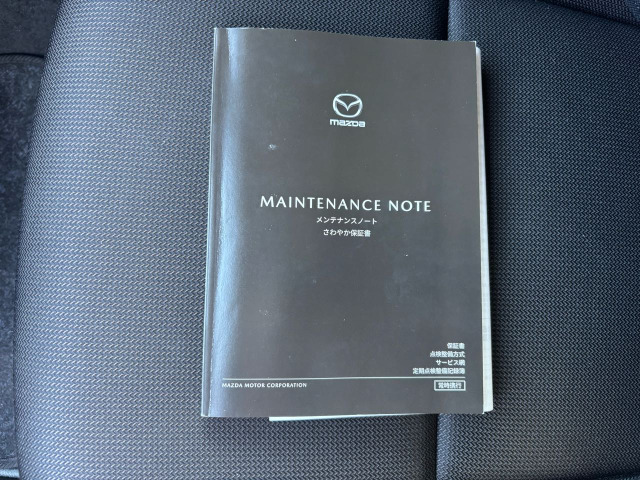 mazda
MAINTENANCE NOTE
メンテナンスノート
さわやか保証書
保証書
点検整備方式
サービス網
定期点検整備記録簿
MAZDA MOTOR CORPORATION
常時携行